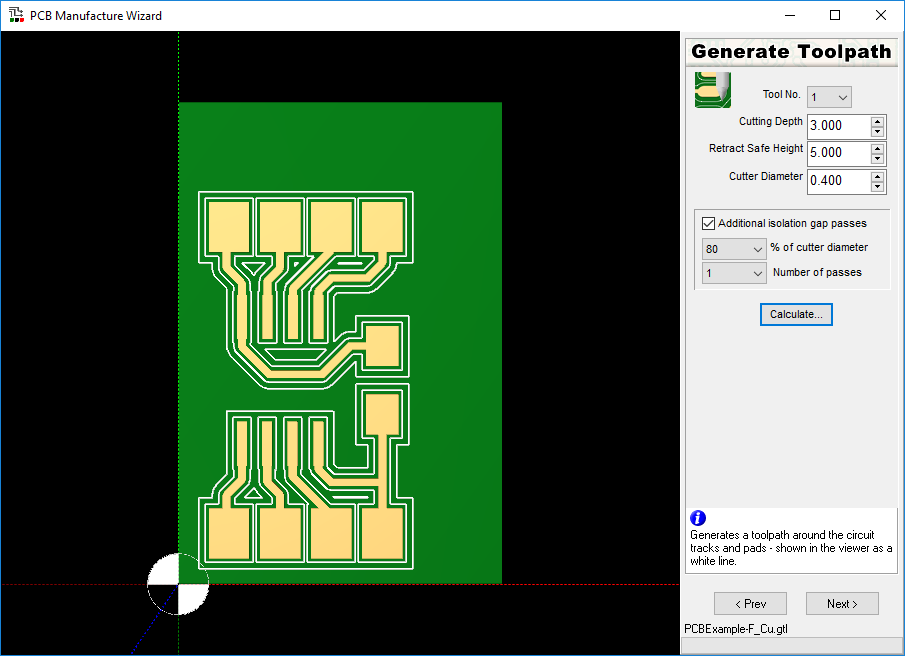 PCB Manufacture Wizard
Generate Toolpath
Tool No. 1
Cutting Depth 3.000
Retract Safe Height 5.000
Cutter Diameter 0.400
Additional isolation gap passes
80 % of cutter diameter
1 Number of passes
Calculate...
Generates a toolpath around the circuit
tracks and pads - shown in the viewer as a
white line.
< Prev Next >
PCBExample-F_Cu.gtl